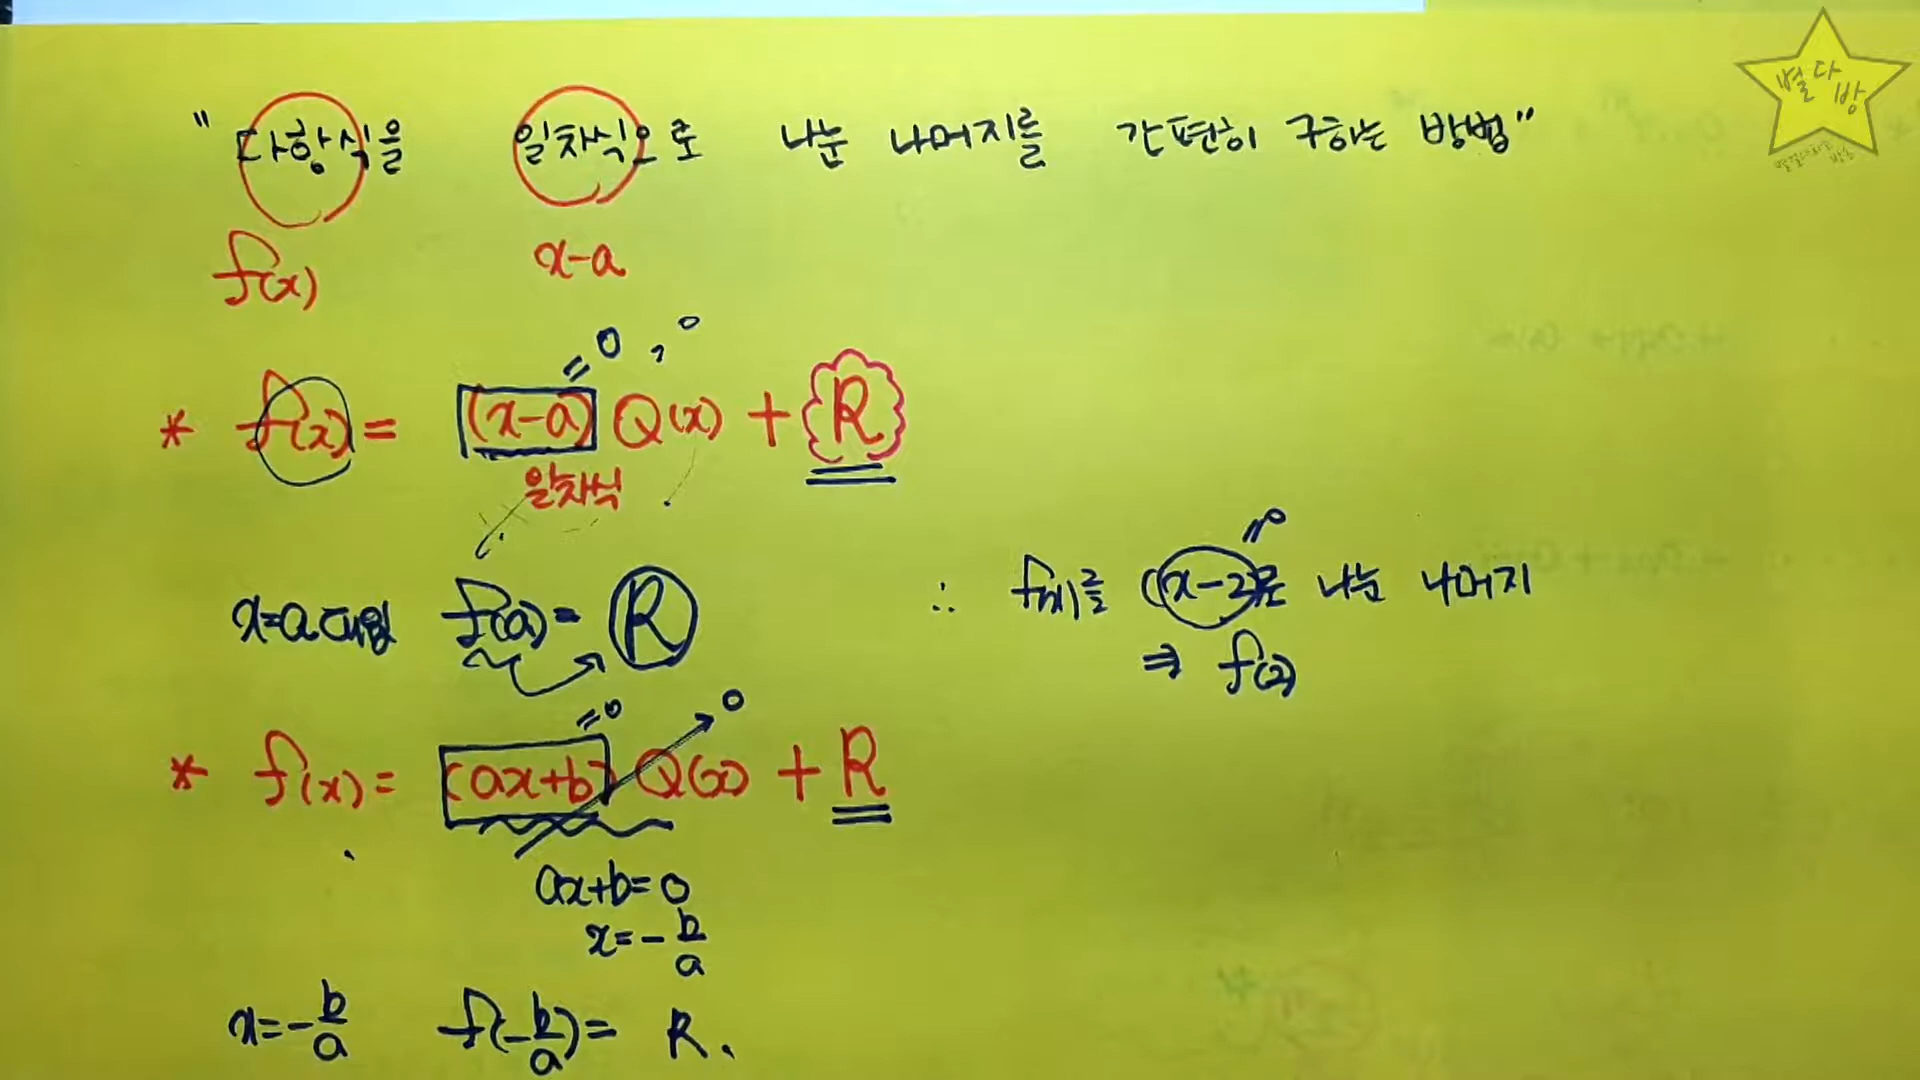 "다항식을 일차식으로 나눈 나머지를 간편히 구하는 방법"
f(x) x-a
=0, 0
* f(x) = (x-a) Q(x) + R
일차식
x=a 대입 f(a) = R
=0
∴ f(x)를 (x-2)로 나눈 나머지
⇒ f(2)
=0 0
* f(x) = (ax+b) Q(x) + R
ax+b=0
x=-b/a
x=-b/a f(-b/a) = R.
별다방